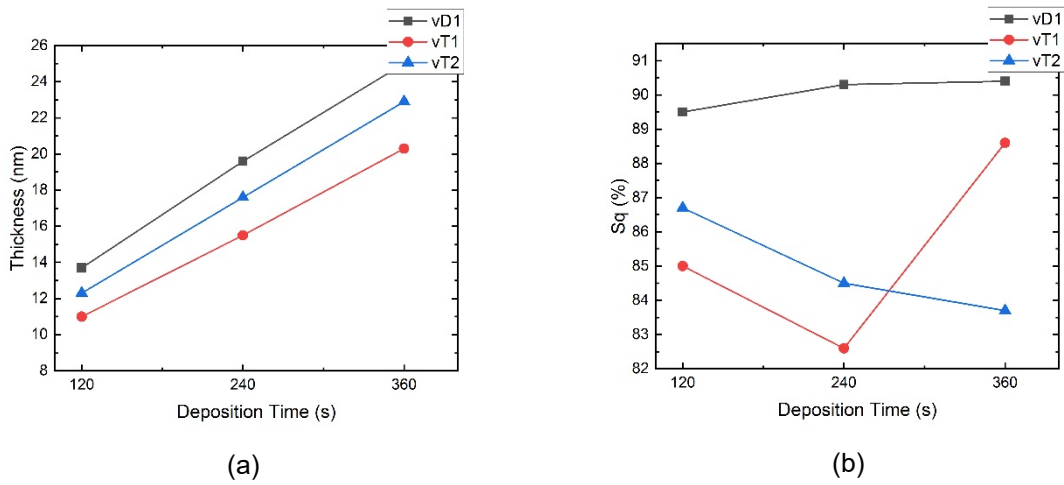 vD1
vT1
vT2
26
24
22
20
18
16
14
12
10
8
Thickness (nm)
120 240 360
Deposition Time (s)
(a)
vD1
vT1
vT2
91
90
89
88
87
86
85
84
83
82
Sq (%)
120 240 360
Deposition Time (s)
(b)